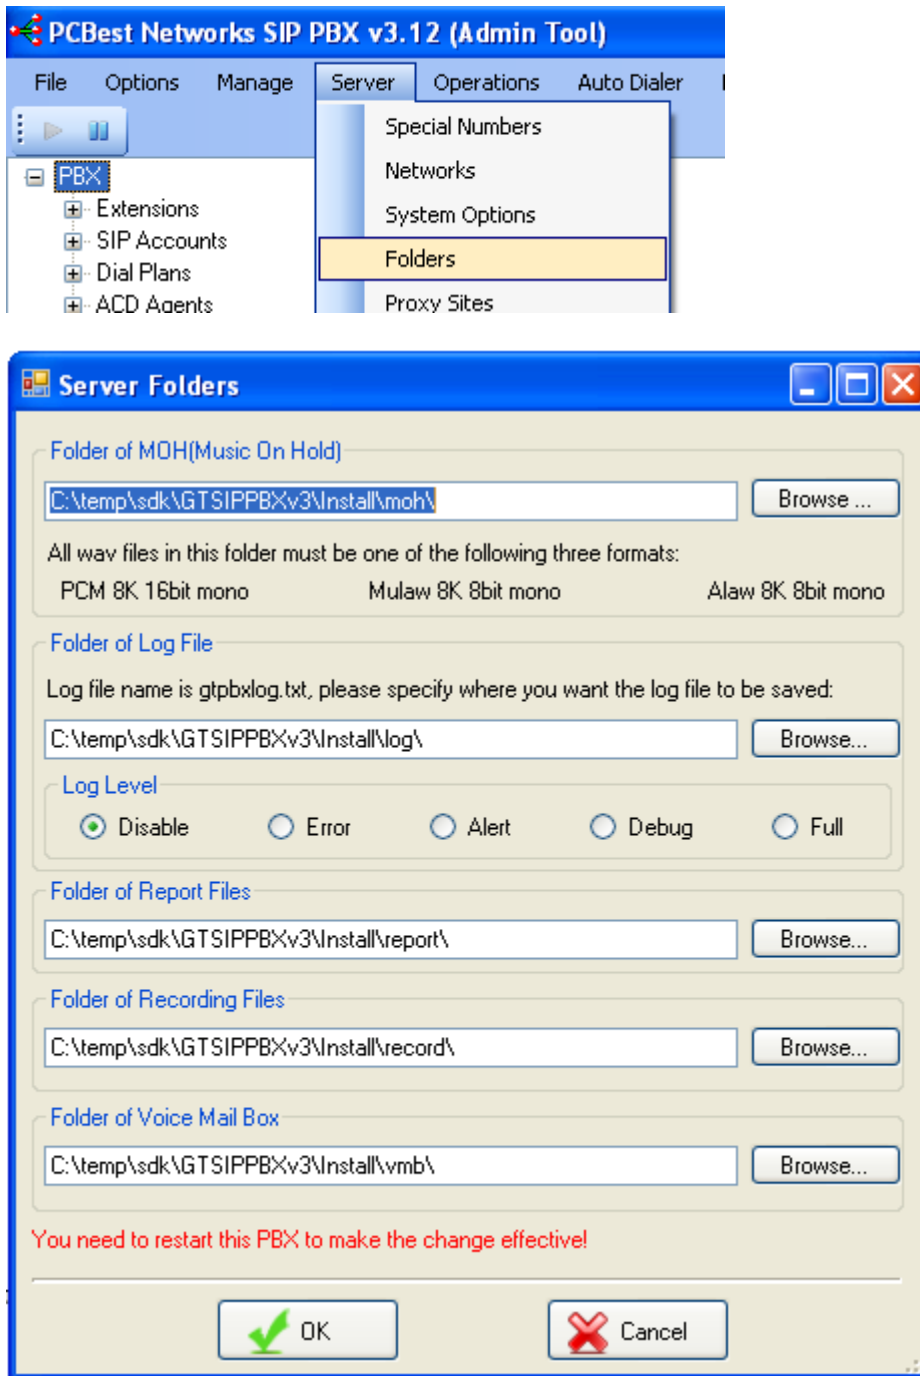 PCBest Networks SIP PBX v3.12 (Admin Tool)
File Options Manage Server Operations Auto Dialer
Special Numbers
Networks
System Options
Folders
Proxy Sites
PBX
Extensions
SIP Accounts
Dial Plans
ACD Agents
Server Folders
Folder of MOH(Music On Hold)
C:\temp\sdk\GTSIPPBXv3\Install\moh\ Browse ...
All wav files in this folder must be one of the following three formats:
PCM 8K 16bit mono Mulaw 8K 8bit mono Alaw 8K 8bit mono
Folder of Log File
Log file name is gtpbxlog.txt, please specify where you want the log file to be saved:
C:\temp\sdk\GTSIPPBXv3\Install\log\ Browse...
Log Level
Disable Error Alert Debug Full
Folder of Report Files
C:\temp\sdk\GTSIPPBXv3\Install\report\ Browse...
Folder of Recording Files
C:\temp\sdk\GTSIPPBXv3\Install\record\ Browse...
Folder of Voice Mail Box
C:\temp\sdk\GTSIPPBXv3\Install\vmb\ Browse...
You need to restart this PBX to make the change effective!
OK Cancel